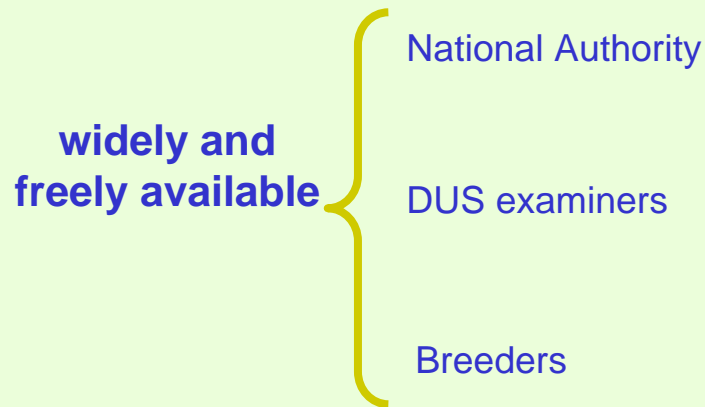 widely and
freely available
National Authority
DUS examiners
Breeders